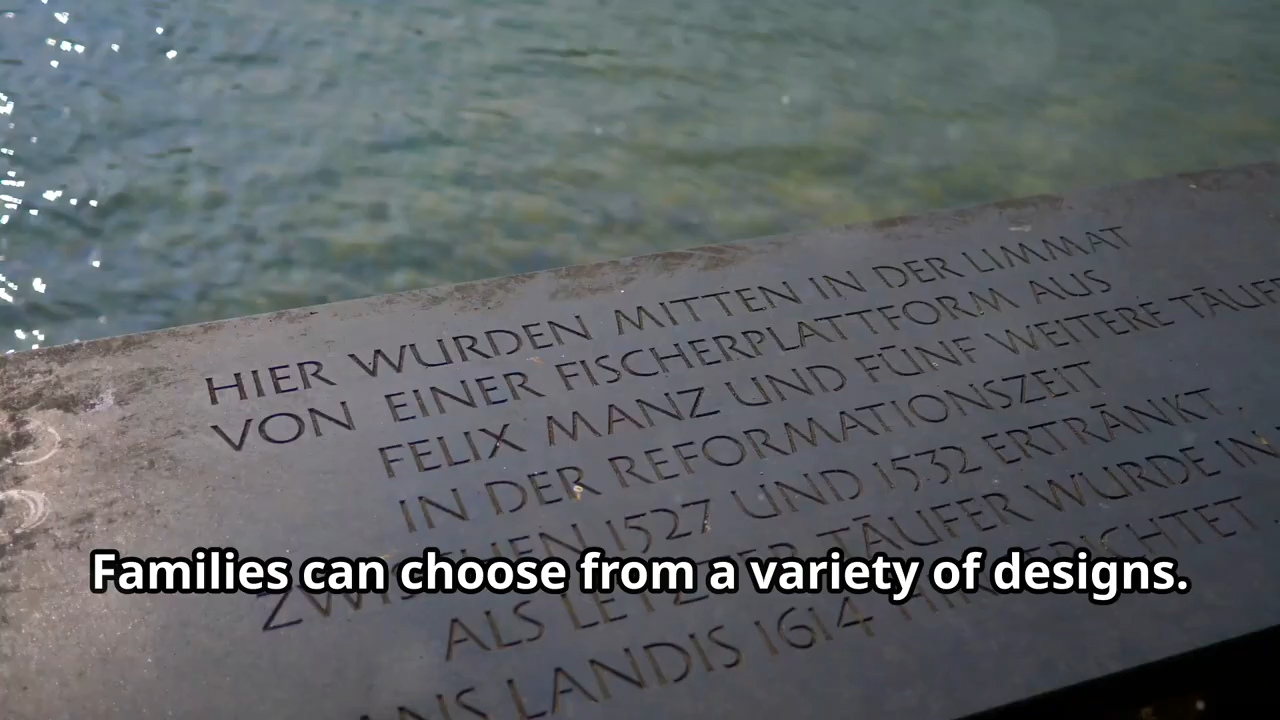 HIER WURDEN MITTEN IN DER LIMMAT
VON EINER FISCHERPLATTFORM AUS
FELIX MANZ UND FÜNF WEITERE
IN DER REFORMATIONSZEIT
1527 UND 1532 ERTRÄNKT.
ALS LETZTER TÄUFER WURDE IN
LANDIS 1614
Families can choose from a variety of designs.